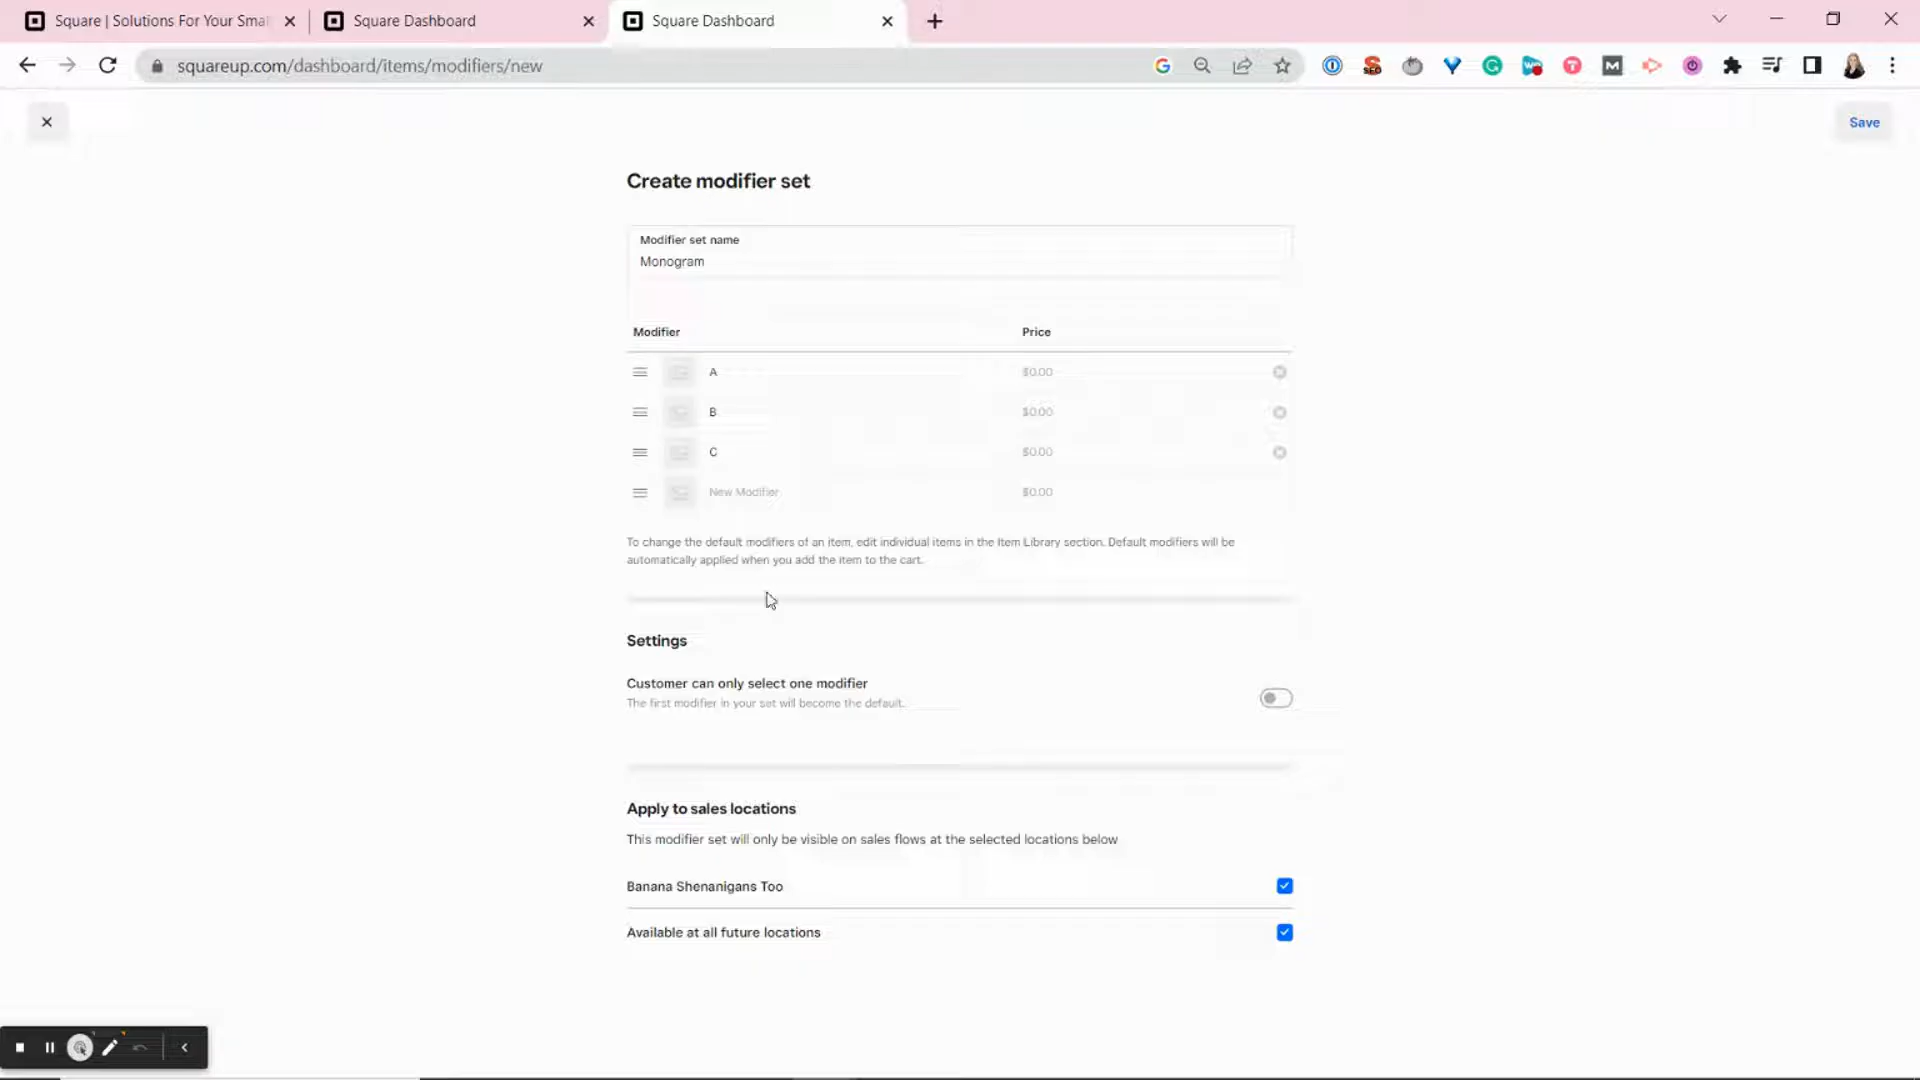 Square | Solutions For Your Smal
Square Dashboard
Square Dashboard
squareup.com/dashboard/items/modifiers/new
Save
Create modifier set
Modifier set name
Monogram
Modifier Price
A $0.00
B $0.00
C $0.00
New Modifier $0.00
To change the default modifiers of an item, edit individual items in the Item Library section. Default modifiers will be
automatically applied when you add the item to the cart.
Settings
Customer can only select one modifier
The first modifier in your set will become the default.
Apply to sales locations
This modifier set will only be visible on sales flows at the selected locations below
Banana Shenanigans Too
Available at all future locations